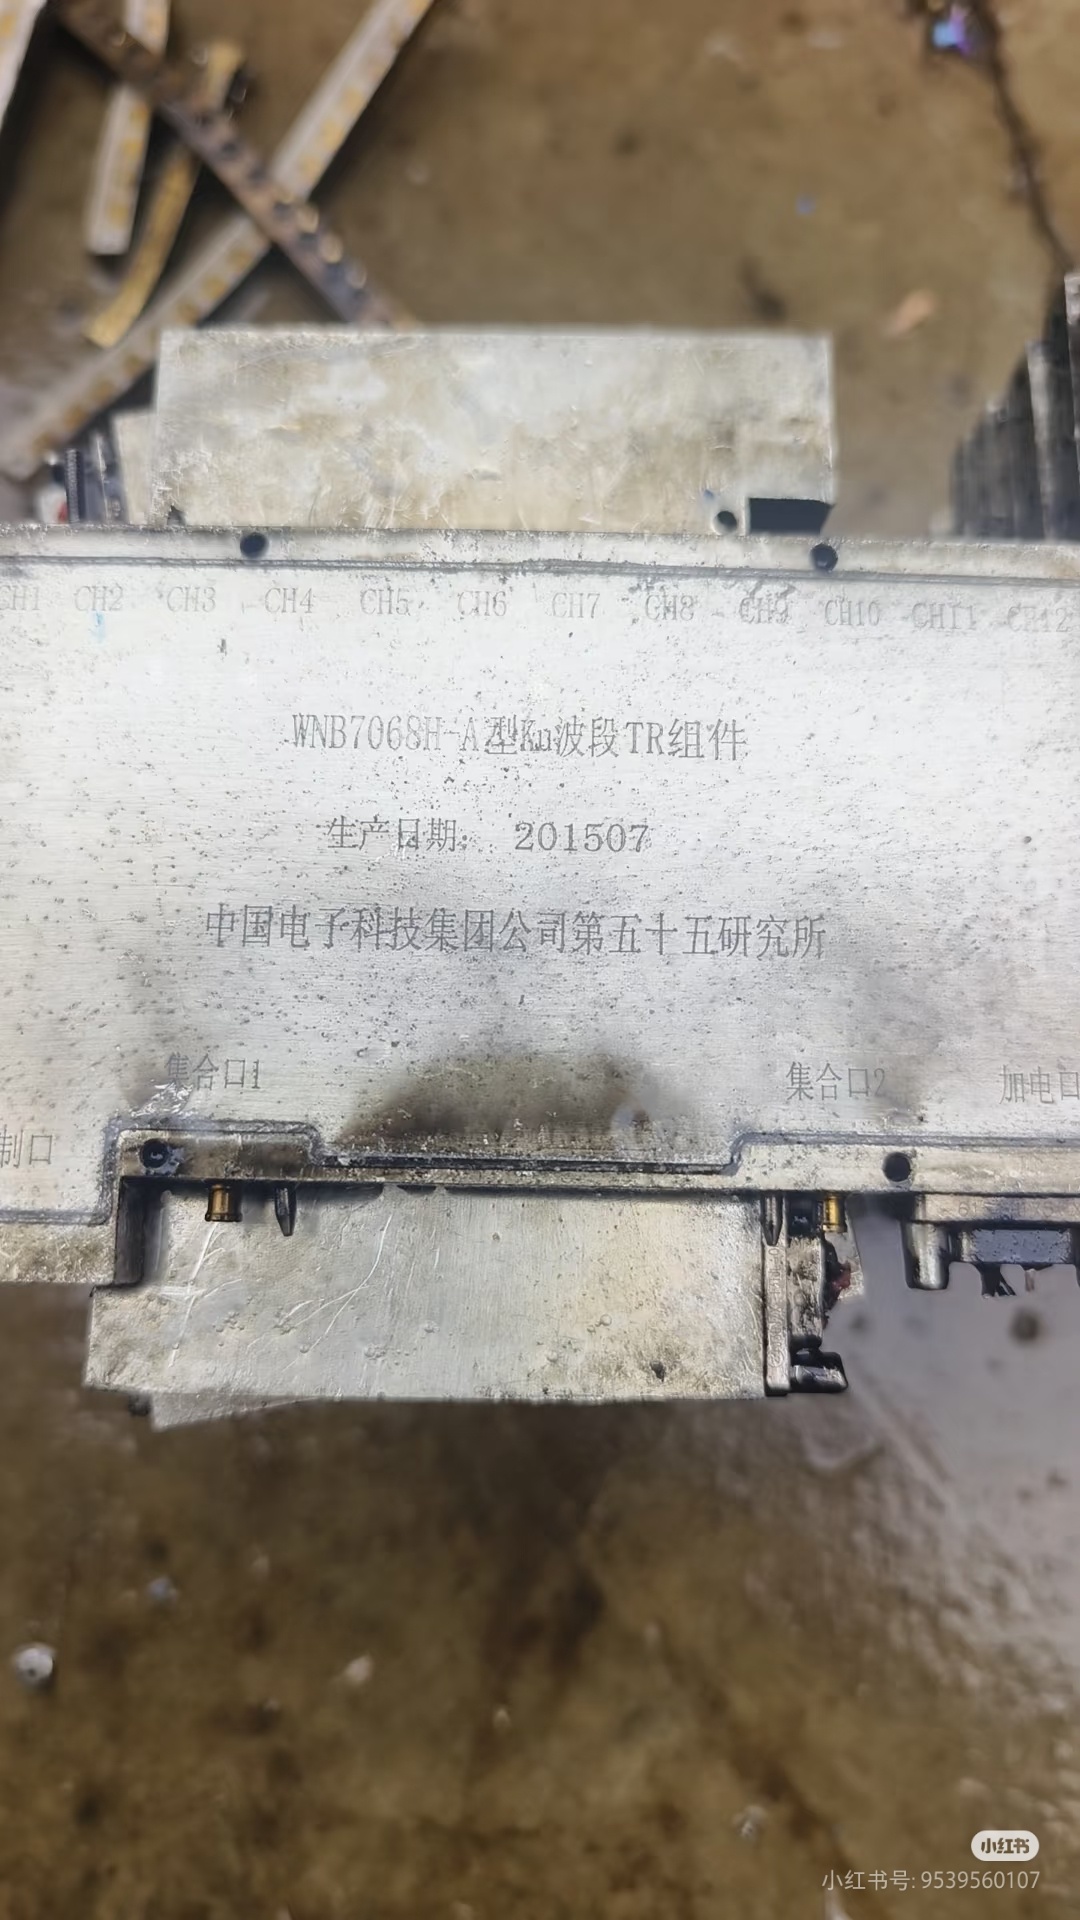 CH1 CH2 CH3 CH4 CH5 CH6 CH7 CH8 CH9 CH10 CH11 CH12
WNB7068H-A型Ku波段TR组件
生产日期: 201507
中国电子科技集团公司第五十五研究所
集合口1 集合口2 加电口
制口
小红书
小红书号: 9539560107